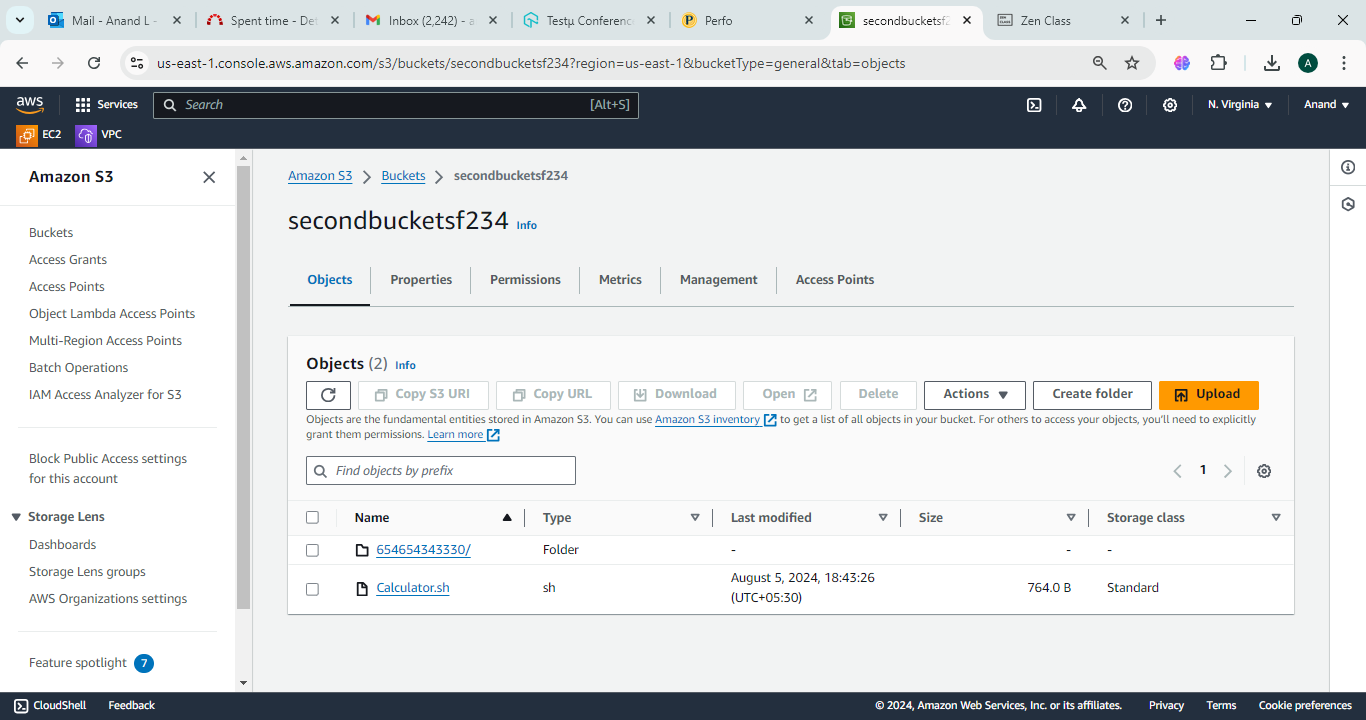 Mail - Anand L -
Spent time - Det
Inbox (2,242) - a
Testμ Conference
Perfo
secondbucketsf2
Zen Class
us-east-1.console.aws.amazon.com/s3/buckets/secondbucketsf234?region=us-east-1&bucketType=general&tab=objects
A
aws
Services
Search
[Alt+S]
N. Virginia
Anand
EC2
VPC
Amazon S3
Buckets
Access Grants
Access Points
Object Lambda Access Points
Multi-Region Access Points
Batch Operations
IAM Access Analyzer for S3
Block Public Access settings
for this account
Storage Lens
Dashboards
Storage Lens groups
AWS Organizations settings
Feature spotlight 7
Amazon S3 > Buckets > secondbucketsf234
secondbucketsf234 Info
Objects
Properties
Permissions
Metrics
Management
Access Points
Objects (2) Info
Copy S3 URI
Copy URL
Download
Open
Delete
Actions
Create folder
Upload
Objects are the fundamental entities stored in Amazon S3. You can use Amazon S3 inventory to get a list of all objects in your bucket. For others to access your objects, you'll need to explicitly
grant them permissions. Learn more
Find objects by prefix
1
Name Type Last modified Size Storage class
654654343330/ Folder - - -
Calculator.sh sh August 5, 2024, 18:43:26 (UTC+05:30) 764.0 B Standard
CloudShell Feedback © 2024, Amazon Web Services, Inc. or its affiliates. Privacy Terms Cookie preferences